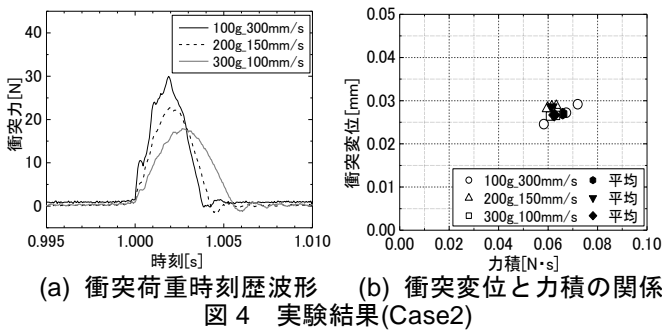 100g_300mm/s
200g_150mm/s
300g_100mm/s
衝突力[N]
45
30
15
0
0.995
1.000
1.005
1.010
時刻[s]
(a) 衝突荷重時刻歴波形
衝突変位[mm]
0.05
0.04
0.03
0.02
0.01
0.00
100g_300mm/s 平均
200g_150mm/s 平均
300g_100mm/s 平均
0.00 0.02 0.04 0.06 0.08 0.10
力積[N・s]
(b) 衝突変位と力積の関係
図 4 実験結果(Case2)